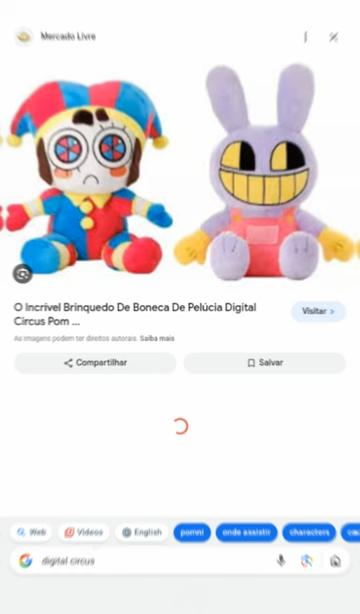 Mercado Livre
O Incrível Brinquedo De Boneca De Pelúcia Digital
Circus Pom ...
Visitar >
As imagens podem ter direitos autorais. Saiba mais
Compartilhar
Salvar
Web
Videos
English
pomni
onde assistir
characters
digital circus